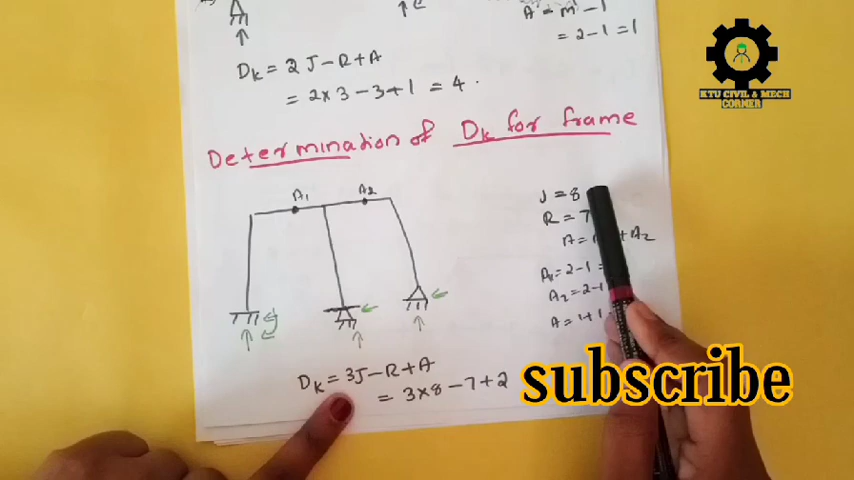 A' = m' - 1
= 2 - 1 = 1
KTU CIVIL & MECH
CORNER
DK = 2J - R + A
= 2x3 - 3 + 1 = 4.
Determination of DK for frame
A1 A2
J = 8
R = 7
A = + A2
A1 = 2 - 1 =
A2 = 2 - 1
A = 1 + 1
DK = 3J - R + A
= 3x8 - 7 + 2
subscribe